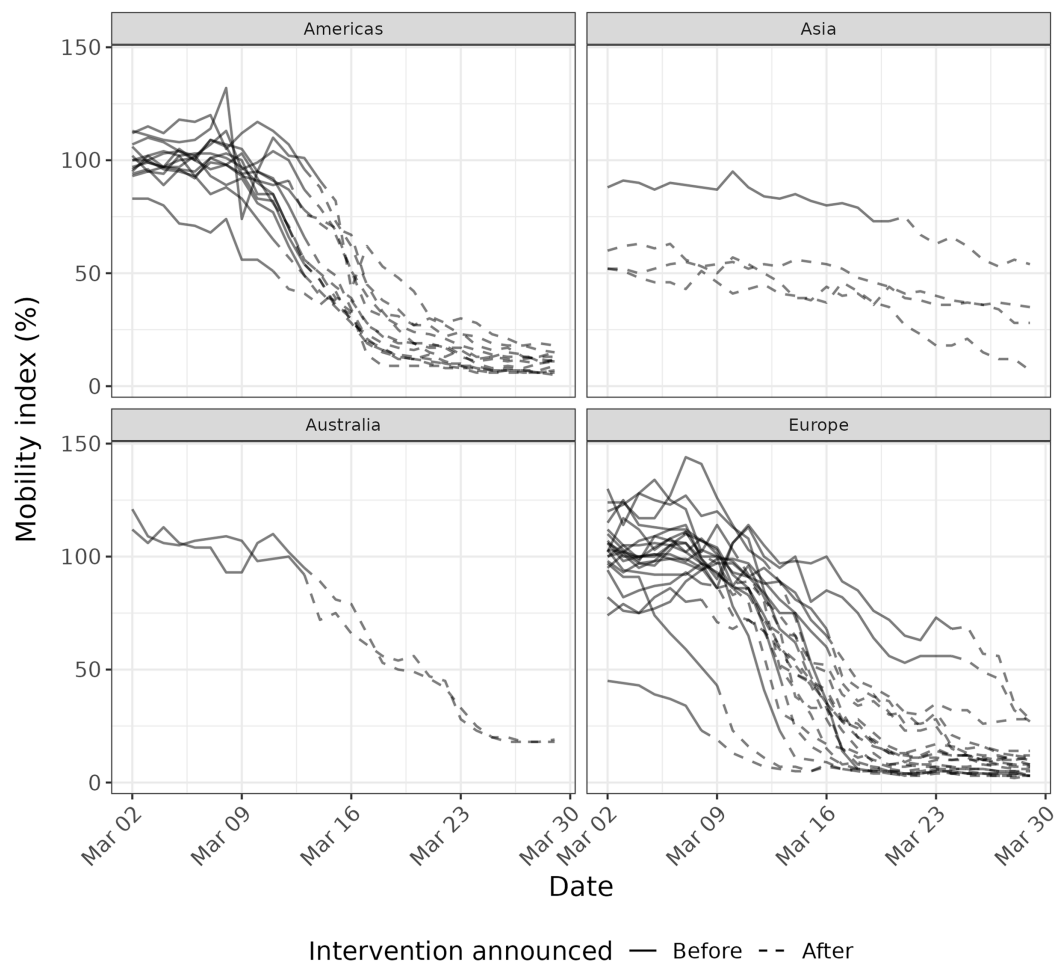 Americas
Asia
150
100
50
0
Australia
Europe
150
100
50
0
Mobility index (%)
Mar 02
Mar 09
Mar 16
Mar 23
Mar 30
Mar 02
Mar 09
Mar 16
Mar 23
Mar 30
Date
Intervention announced Before After